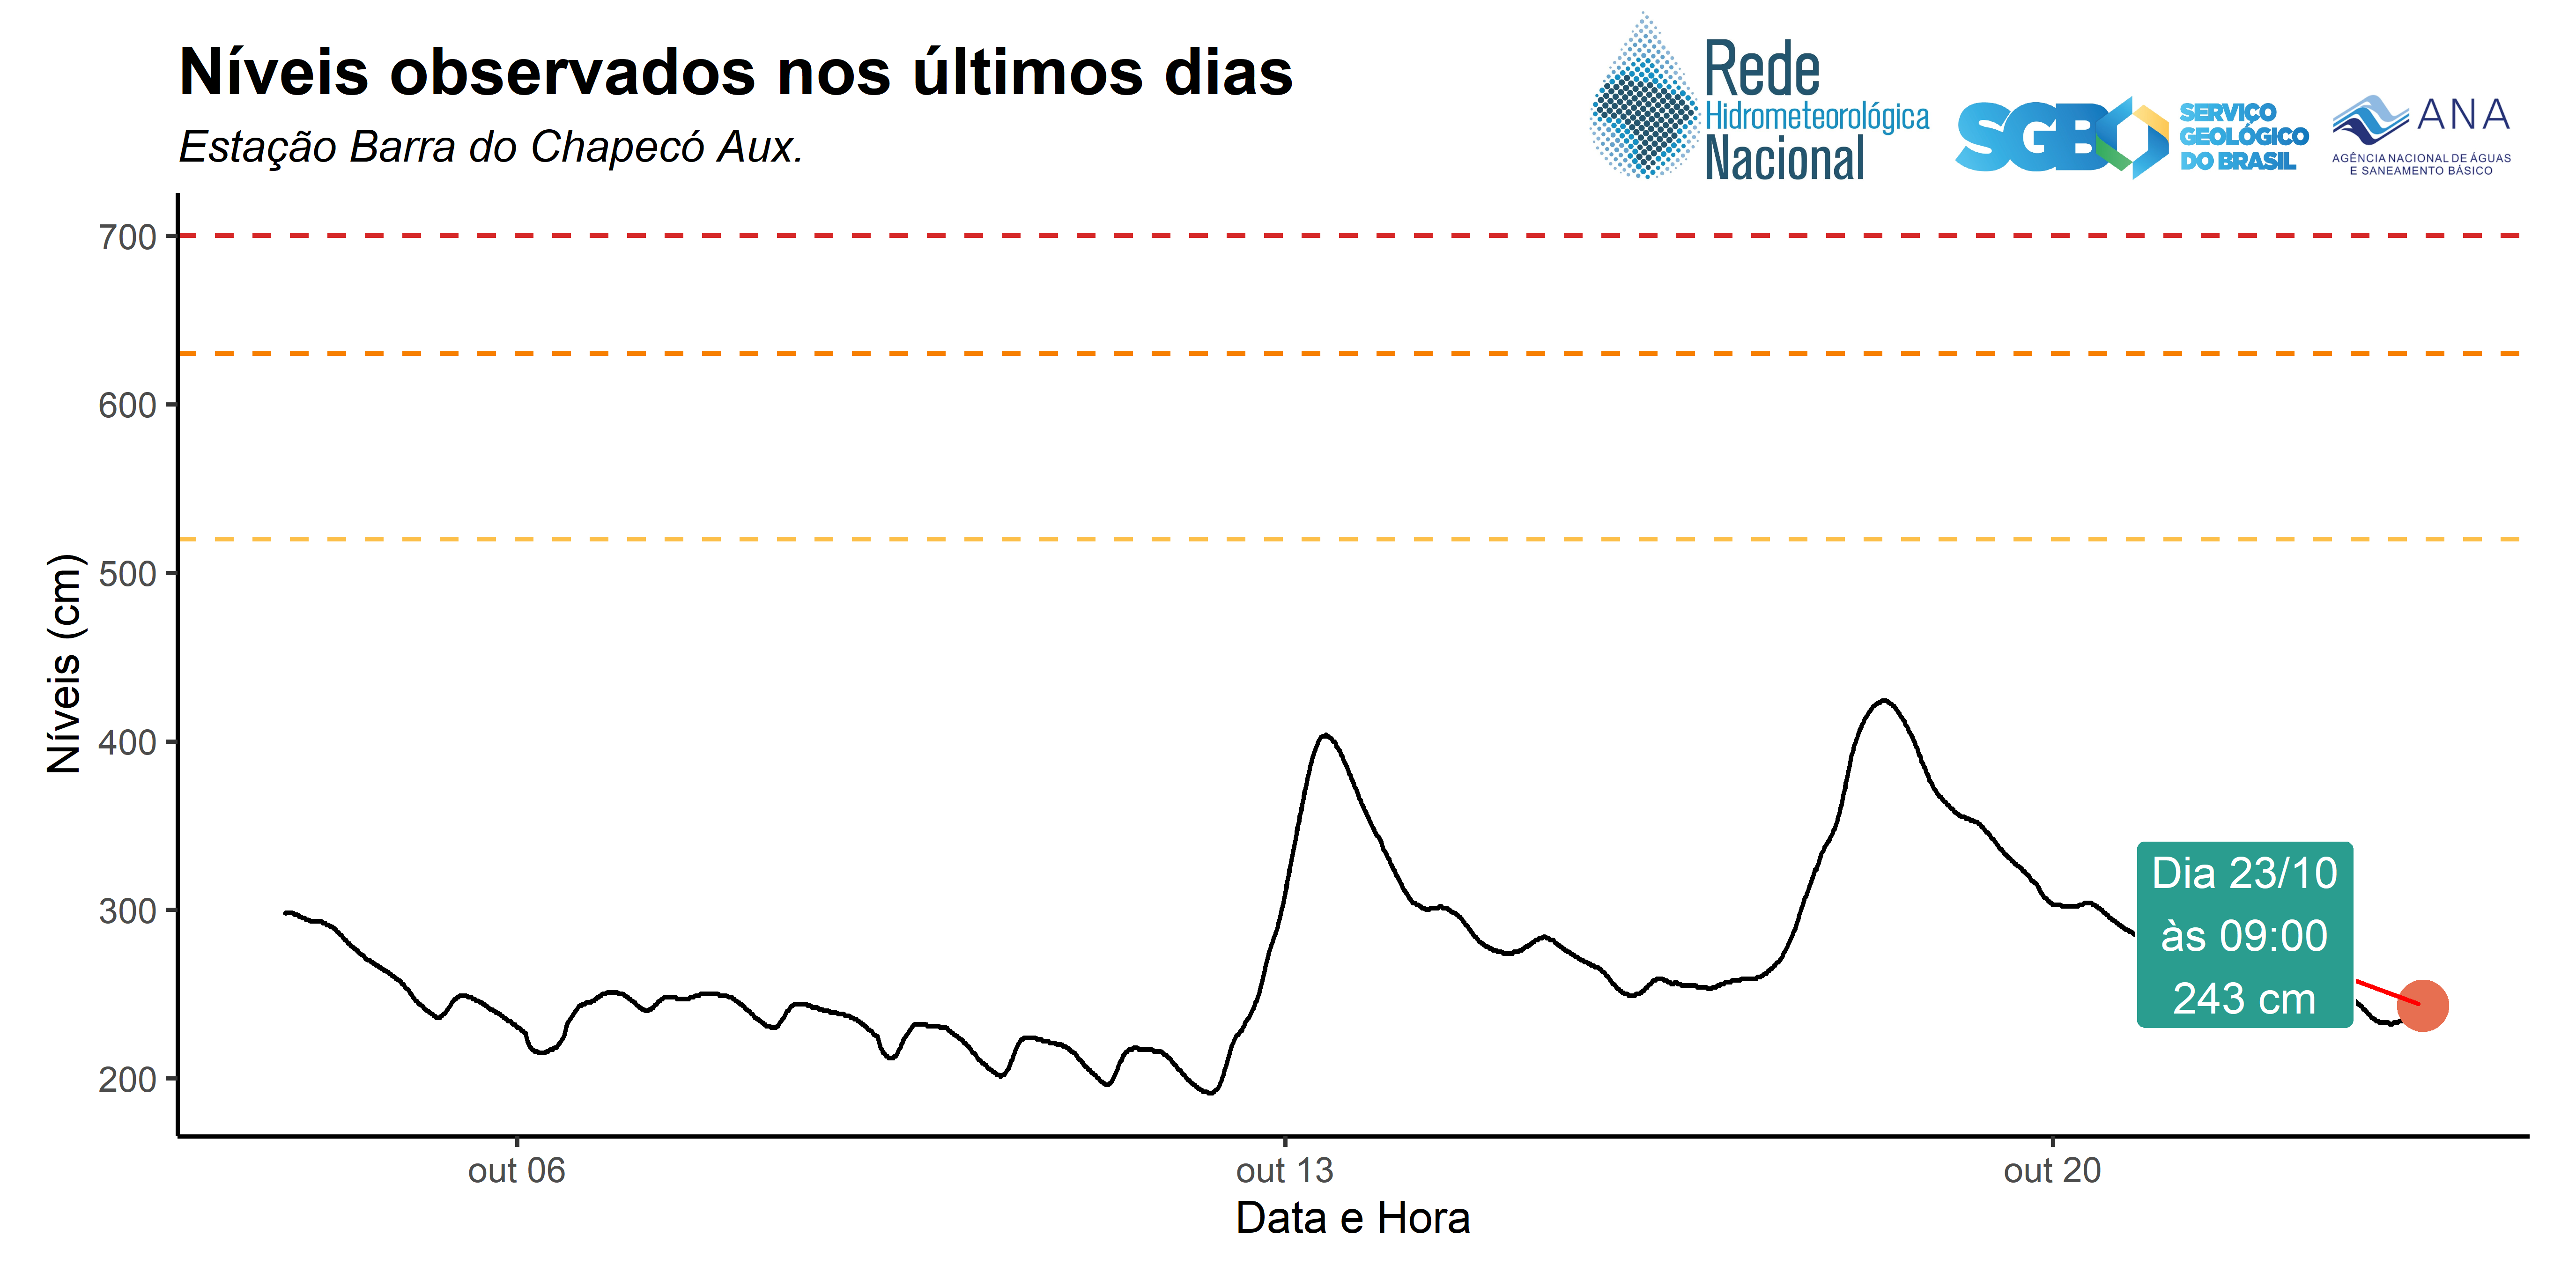 Níveis observados nos últimos dias
Estação Barra do Chapecó Aux.
Rede
Hidrometeorológica
Nacional
SGB
SERVIÇO
GEOLÓGICO
DO BRASIL
ANA
AGÊNCIA NACIONAL DE ÁGUAS
E SANEAMENTO BÁSICO
Níveis (cm)
700
600
500
400
300
200
Dia 23/10
às 09:00
243 cm
out 06
out 13
out 20
Data e Hora